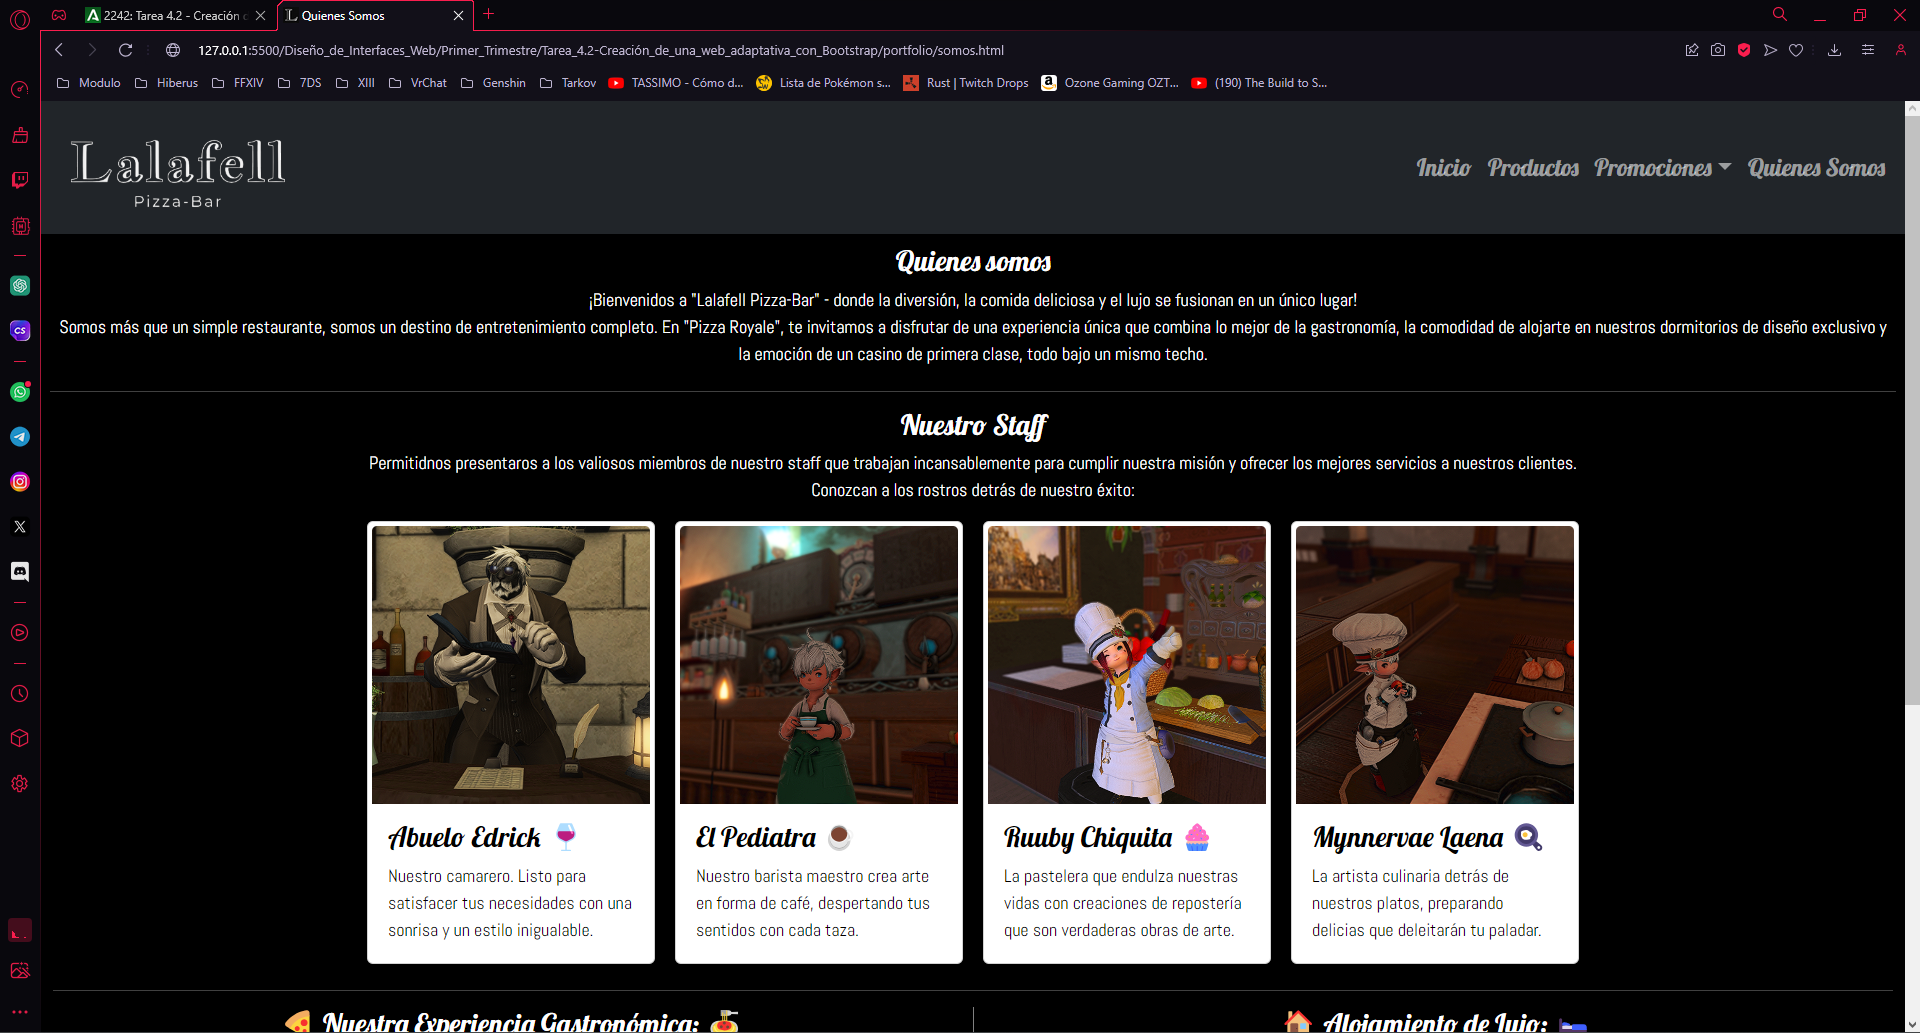 2242: Tarea 4.2 - Creación d
Quienes Somos
127.0.0.1:5500/Diseño_de_Interfaces_Web/Primer_Trimestre/Tarea_4.2-Creación_de_una_web_adaptativa_con_Bootstrap/portfolio/somos.html
Modulo
Hiberus
FFXIV
7DS
XIII
VrChat
Genshin
Tarkov
TASSIMO - Cómo d...
Lista de Pokémon s...
Rust | Twitch Drops
Ozone Gaming OZT...
(190) The Build to S...
Lalafell
Pizza-Bar
Inicio
Productos
Promociones
Quienes Somos
Quienes somos
¡Bienvenidos a "Lalafell Pizza-Bar" - donde la diversión, la comida deliciosa y el lujo se fusionan en un único lugar!
Somos más que un simple restaurante, somos un destino de entretenimiento completo. En "Pizza Royale", te invitamos a disfrutar de una experiencia única que combina lo mejor de la gastronomía, la comodidad de alojarte en nuestros dormitorios de diseño exclusivo y
la emoción de un casino de primera clase, todo bajo un mismo techo.
Nuestro Staff
Permitidnos presentaros a los valiosos miembros de nuestro staff que trabajan incansablemente para cumplir nuestra misión y ofrecer los mejores servicios a nuestros clientes.
Conozcan a los rostros detrás de nuestro éxito:
Abuelo Edrick 🍷
Nuestro camarero. Listo para
satisfacer tus necesidades con una
sonrisa y un estilo inigualable.
El Pediatra ☕
Nuestro barista maestro crea arte
en forma de café, despertando tus
sentidos con cada taza.
Ruuby Chiquita 🧁
La pastelera que endulza nuestras
vidas con creaciones de repostería
que son verdaderas obras de arte.
Mynnervae Laena 🍳
La artista culinaria detrás de
nuestros platos, preparando
delicias que deleitarán tu paladar.
🍕 Nuestra Experiencia Gastronómica: 🍝
🏠 Alojamiento de Lujo: 🛏️